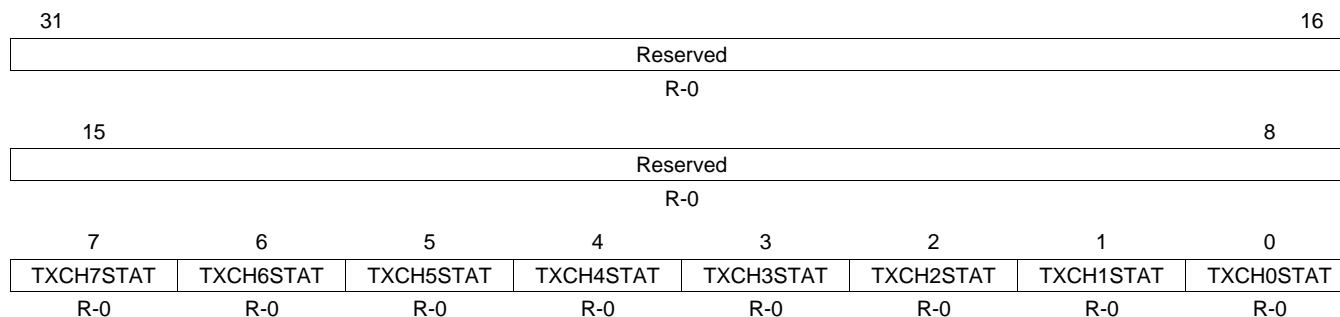 31 16
Reserved
R-0
15 8
Reserved
R-0
7 6 5 4 3 2 1 0
TXCH7STAT TXCH6STAT TXCH5STAT TXCH4STAT TXCH3STAT TXCH2STAT TXCH1STAT TXCH0STAT
R-0 R-0 R-0 R-0 R-0 R-0 R-0 R-0